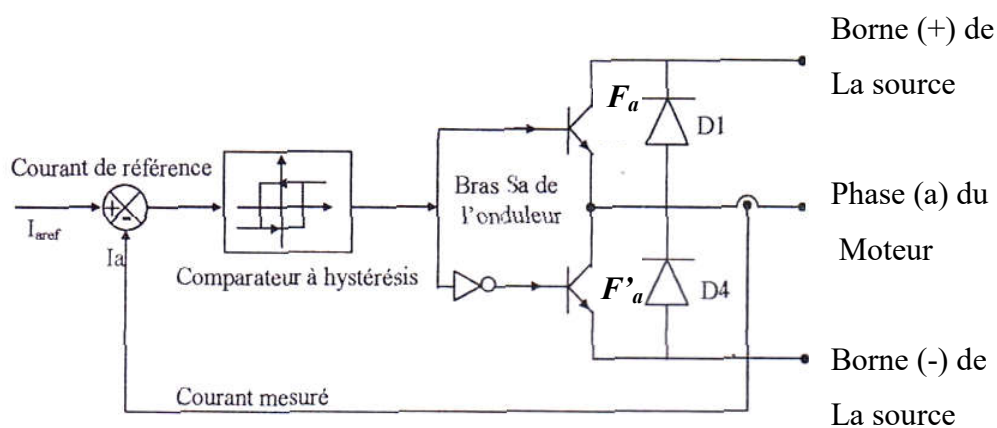 Borne (+) de
La source
Fₐ
D1
Courant de référence
Iaref
+
-
Ia
Comparateur à hystérésis
Bras Sa de
l'onduleur
Phase (a) du
Moteur
F'ₐ
D4
Courant mesuré
Borne (-) de
La source